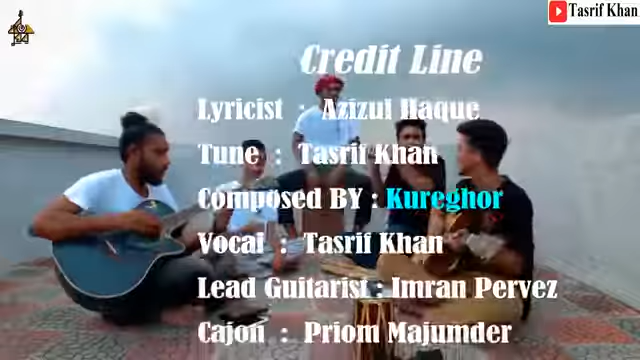 Tasrif Khan
Credit Line
Lyricist : Azizul Haque
Tune : Tasrif Khan
Composed BY : Kureghor
Vocal : Tasrif Khan
Lead Guitarist : Imran Pervez
Cajon : Priom Majumder